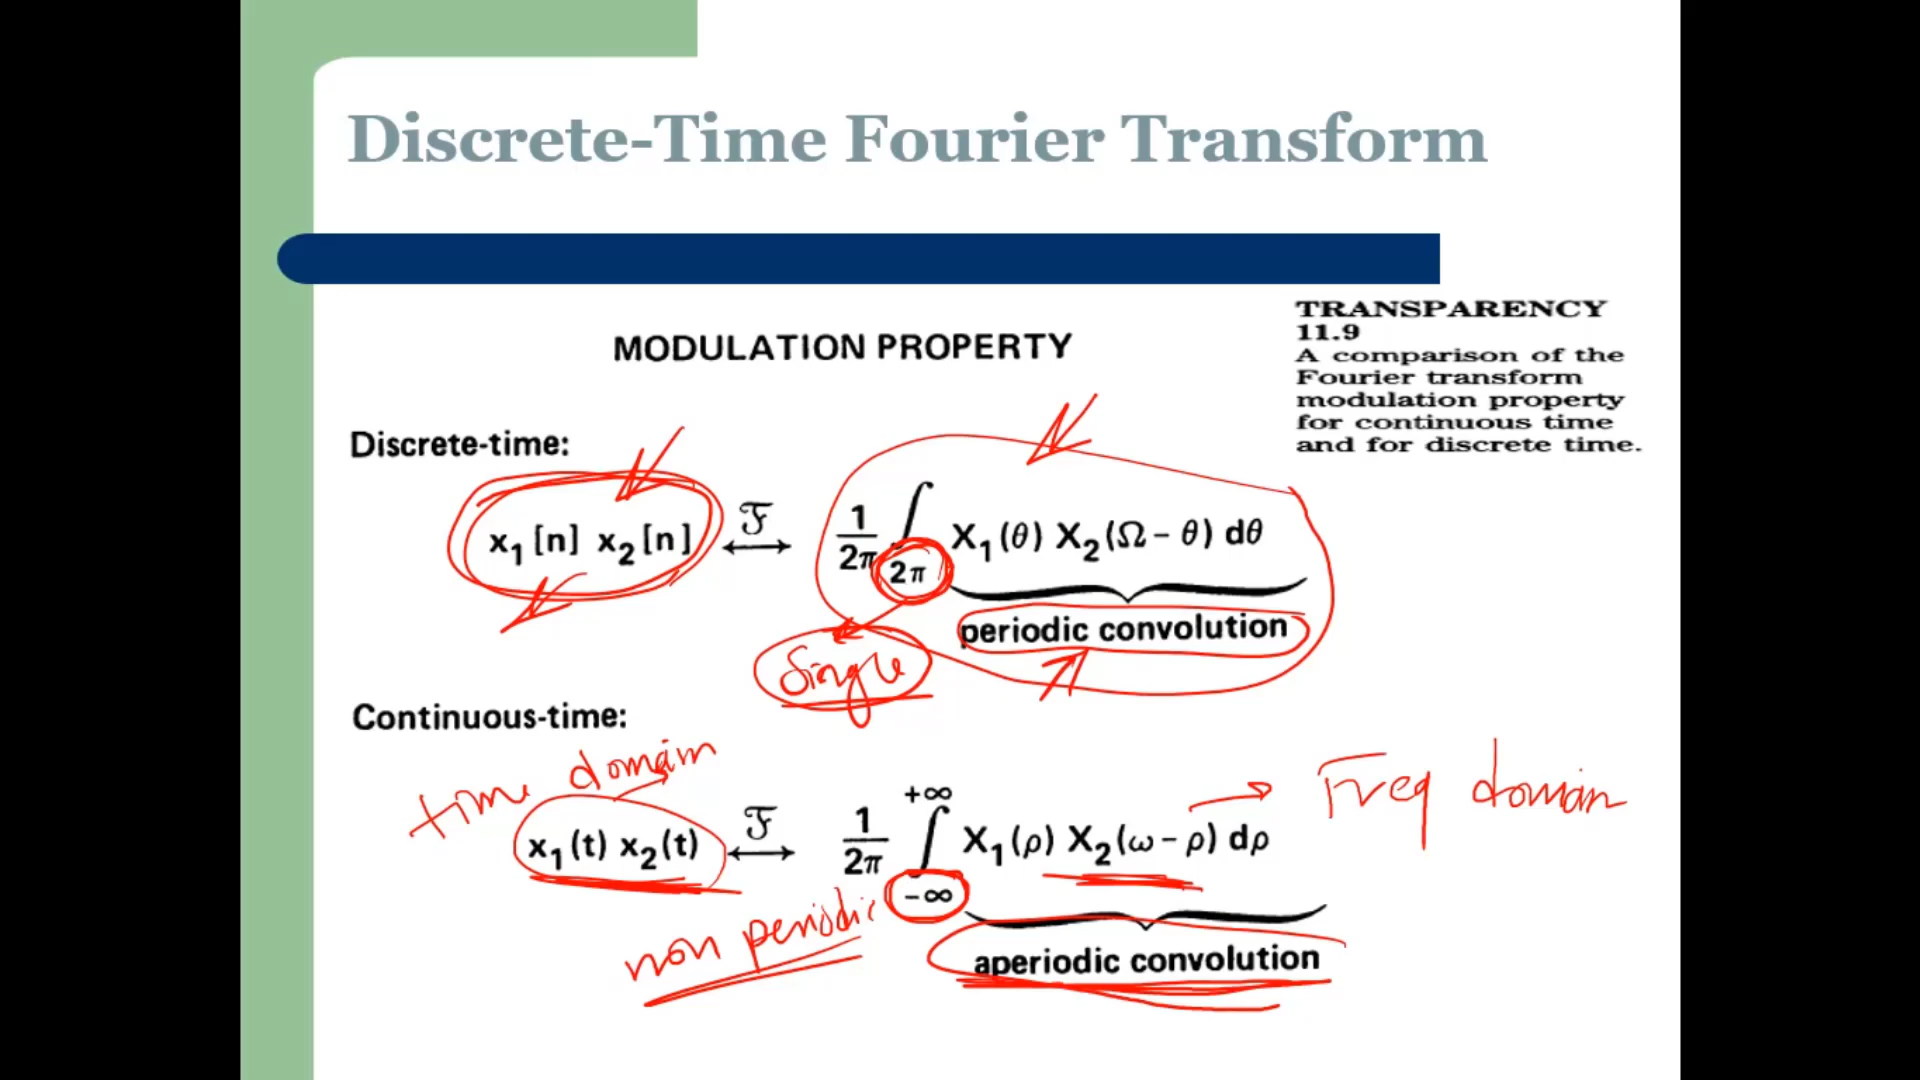 Discrete-Time Fourier Transform
TRANSPARENCY
11.9
A comparison of the
Fourier transform
modulation property
for continuous time
and for discrete time.
MODULATION PROPERTY
Discrete-time:
x₁[n] x₂[n] ℱ ⟷ 1/2π ∫2π X₁(θ) X₂(Ω − θ) dθ
periodic convolution
Single
Continuous-time:
time domain
x₁(t) x₂(t) ℱ ⟷ 1/2π ∫−∞ +∞ X₁(ρ) X₂(ω − ρ) dρ
Freq domain
non periodic
aperiodic convolution